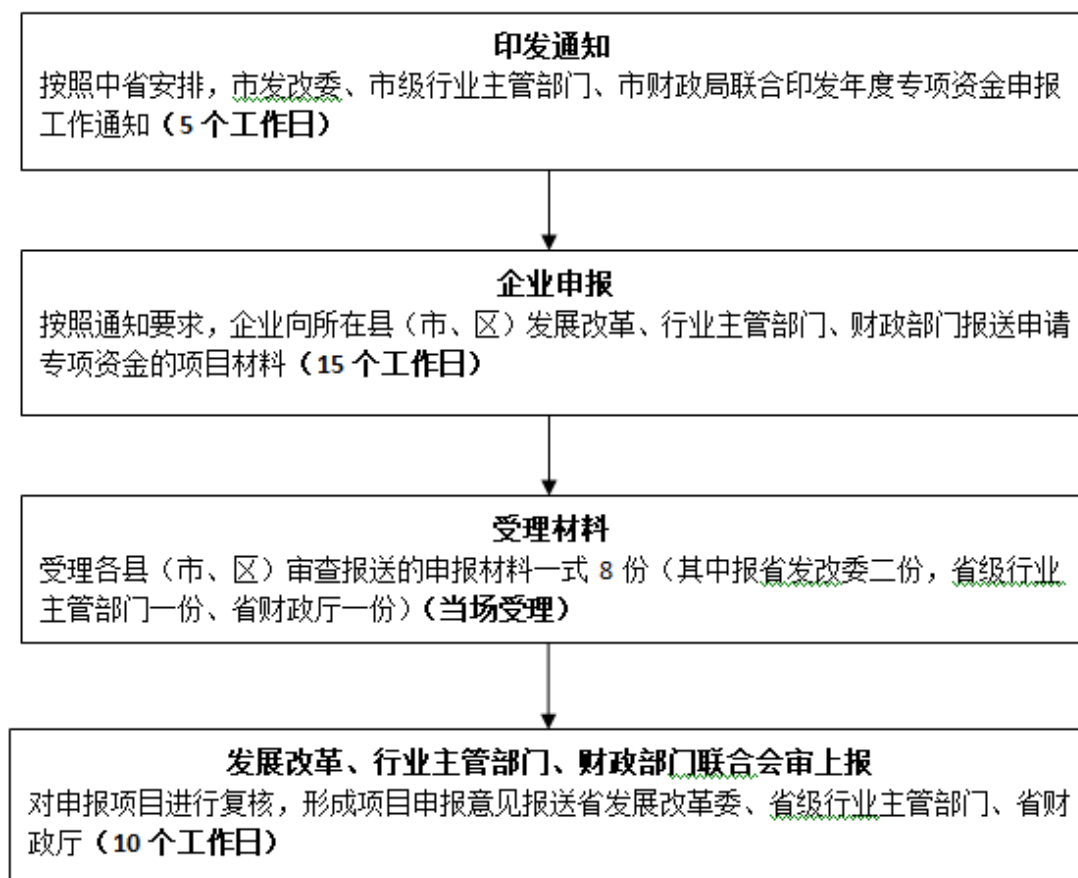 印发通知
按照中省安排，市发改委、市级行业主管部门、市财政局联合印发年度专项资金申报
工作通知（5 个工作日）
企业申报
按照通知要求，企业向所在县（市、区）发展改革、行业主管部门、财政部门报送申请
专项资金的项目材料（15 个工作日）
受理材料
受理各县（市、区）审查报送的申报材料一式 8 份（其中报省发改委二份，省级行业
主管部门一份、省财政厅一份）（当场受理）
发展改革、行业主管部门、财政部门联合会审上报
对申报项目进行复核，形成项目申报意见报送省发展改革委、省级行业主管部门、省财
政厅（10 个工作日）